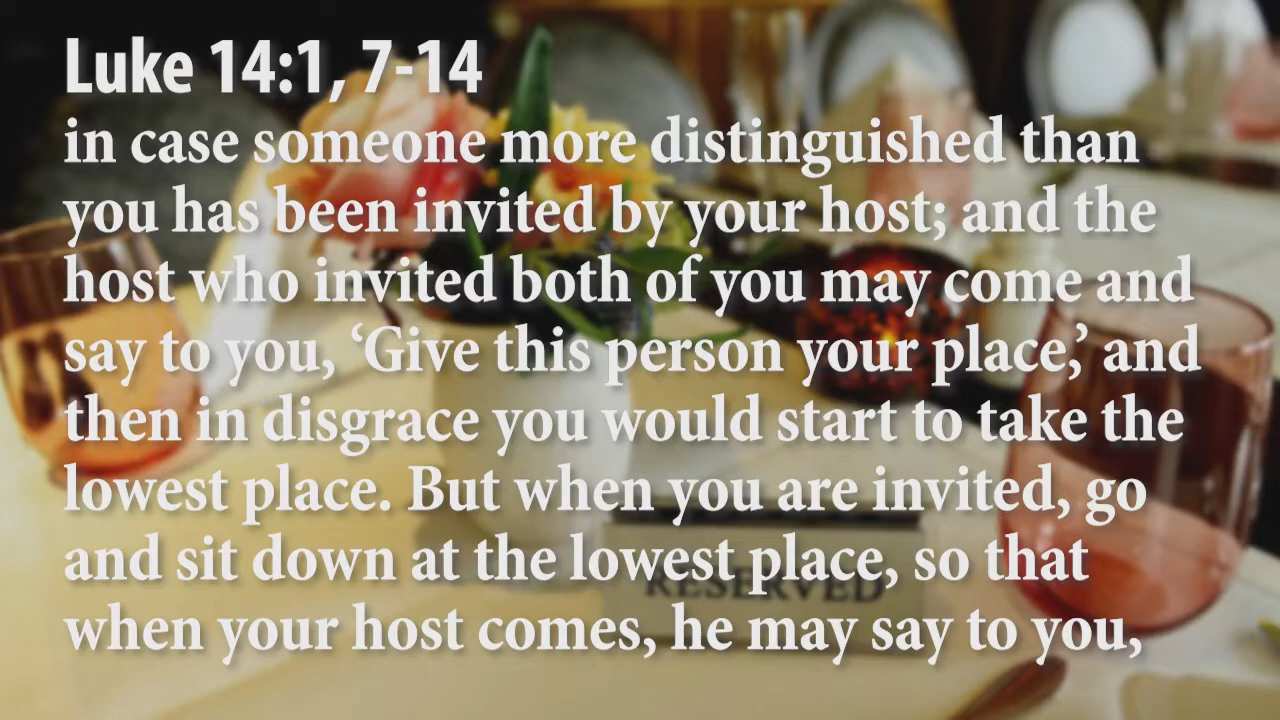 Luke 14:1, 7-14
in case someone more distinguished than
you has been invited by your host; and the
host who invited both of you may come and
say to you, ‘Give this person your place,’ and
then in disgrace you would start to take the
lowest place. But when you are invited, go
and sit down at the lowest place, so that
RESERVED
when your host comes, he may say to you,